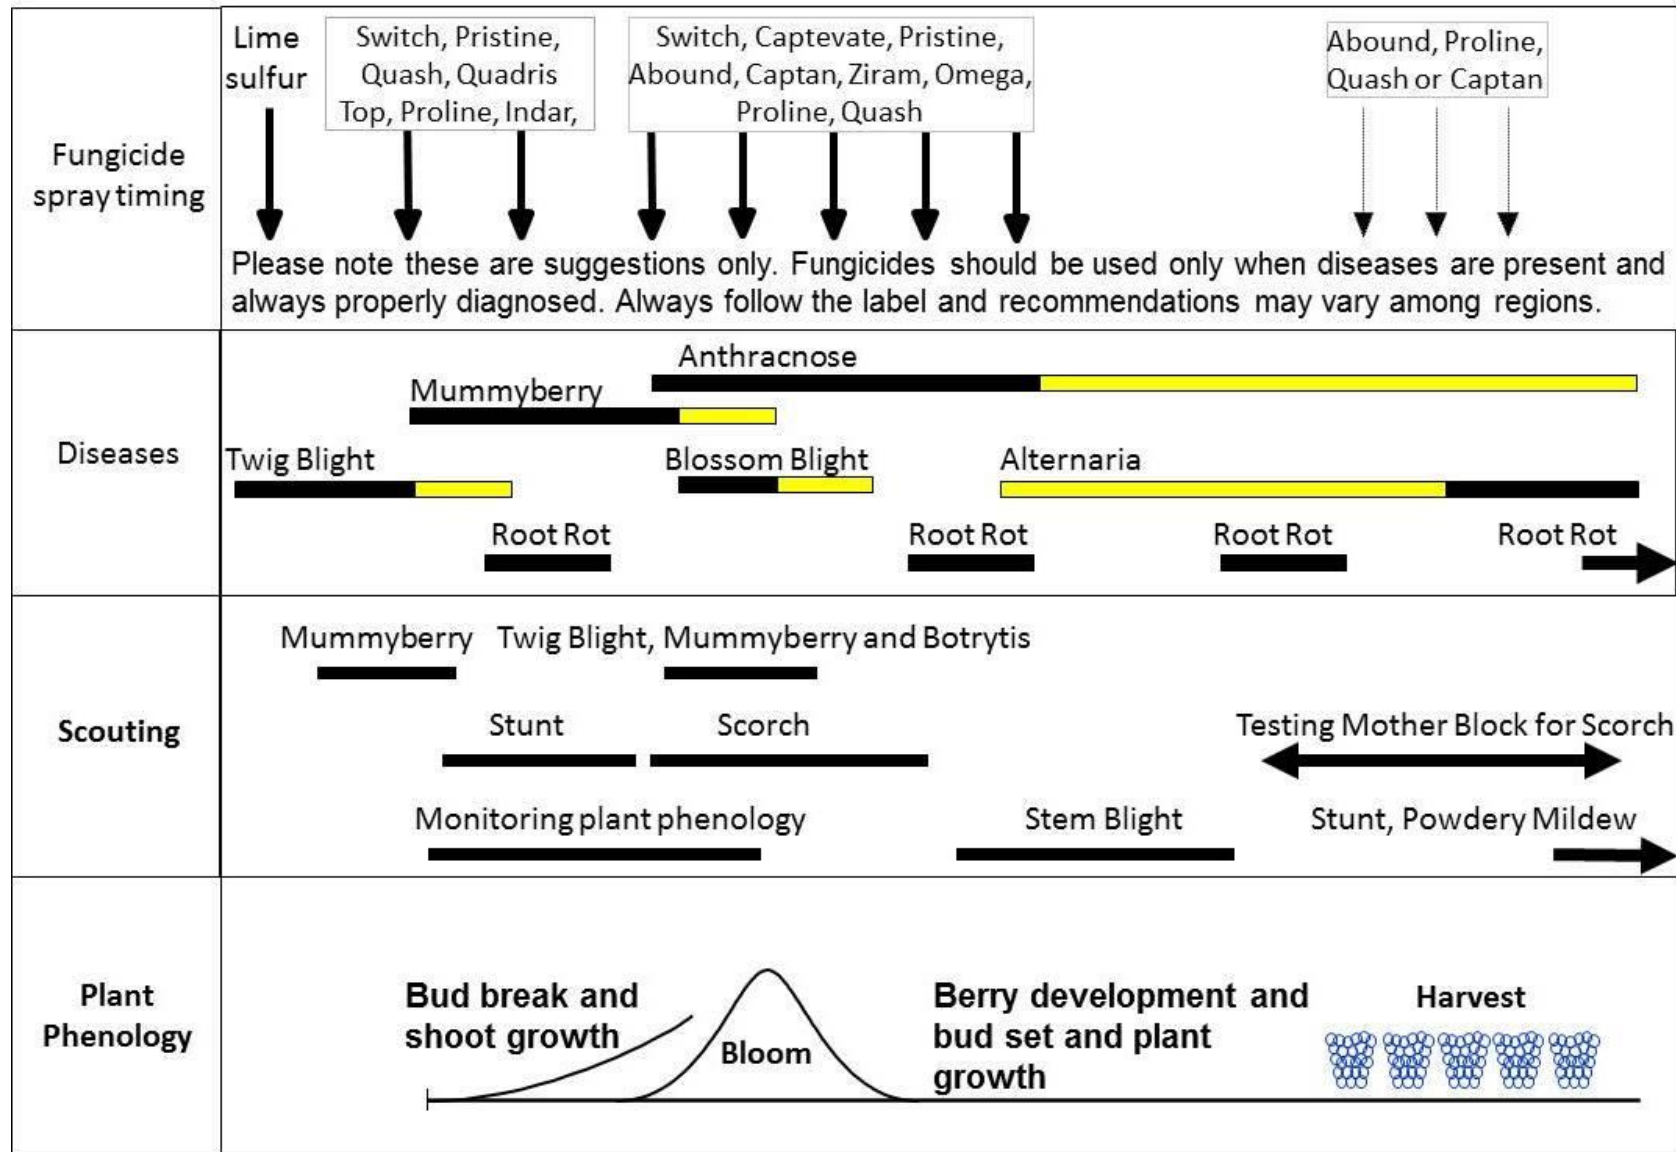 Fungicide
spray timing
Lime
sulfur
Switch, Pristine,
Quash, Quadris
Top, Proline, Indar,
Switch, Captevate, Pristine,
Abound, Captan, Ziram, Omega,
Proline, Quash
Abound, Proline,
Quash or Captan
Please note these are suggestions only. Fungicides should be used only when diseases are present and
always properly diagnosed. Always follow the label and recommendations may vary among regions.
Diseases
Anthracnose
Mummyberry
Twig Blight
Blossom Blight
Alternaria
Root Rot
Root Rot
Root Rot
Root Rot
Scouting
Mummyberry
Twig Blight, Mummyberry and Botrytis
Stunt
Scorch
Testing Mother Block for Scorch
Monitoring plant phenology
Stem Blight
Stunt, Powdery Mildew
Plant
Phenology
Bud break and
shoot growth
Bloom
Berry development and
bud set and plant
growth
Harvest